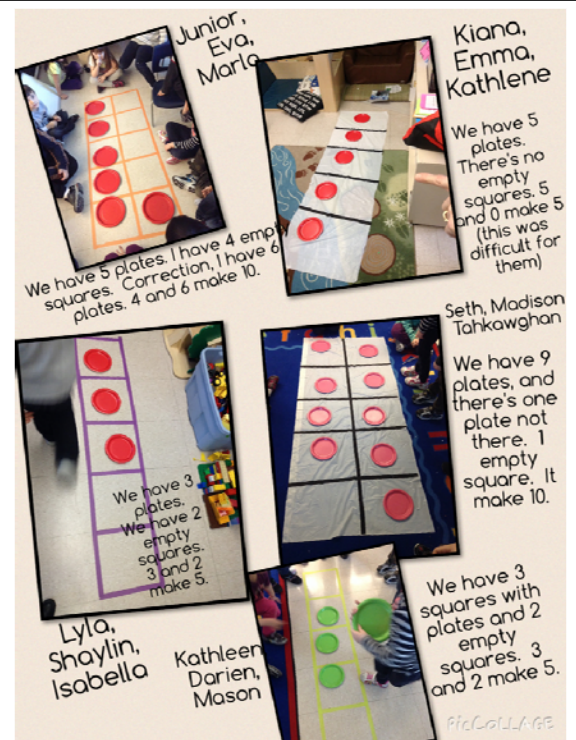 Junior,
Eva,
Marla
We have 5 plates. I have 4 empty
squares. Correction, I have 6
plates. 4 and 6 make 10.
Kiana,
Emma,
Kathlene
We have 5
plates.
There's no
empty
squares. 5
and 0 make 5
(this was
difficult for
them)
Seth, Madison
Tahkawghan
We have 9
plates, and
there's one
plate not
there. 1
empty
square. It
make 10.
We have 3
plates.
We have 2
empty
squares.
3 and 2
make 5.
Lyla,
Shaylin,
Isabella
Kathleen
Darien,
Mason
We have 3
squares with
plates and 2
empty
squares. 3
and 2 make 5.
PicCOLLAGE